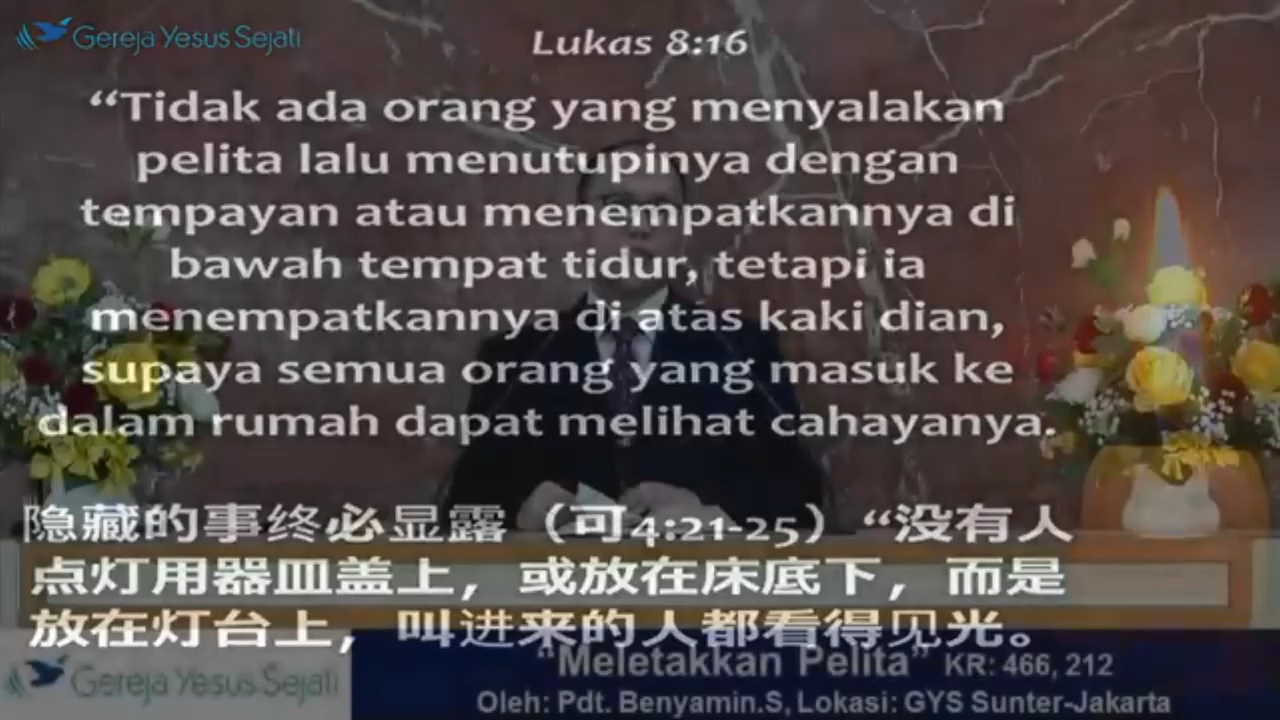 Gereja Yesus Sejati
Lukas 8:16
“Tidak ada orang yang menyalakan
pelita lalu menutupinya dengan
tempayan atau menempatkannya di
bawah tempat tidur, tetapi ia
menempatkannya di atas kaki dian,
supaya semua orang yang masuk ke
dalam rumah dapat melihat cahayanya.
隐藏的事终必显露（可4:21-25）“没有人
点灯用器皿盖上，或放在床底下，而是
放在灯台上，叫进来的人都看得见光。
Gereja Yesus Sejati
“Meletakkan Pelita” KR: 466, 212
Oleh: Pdt. Benyamin.S, Lokasi: GYS Sunter-Jakarta